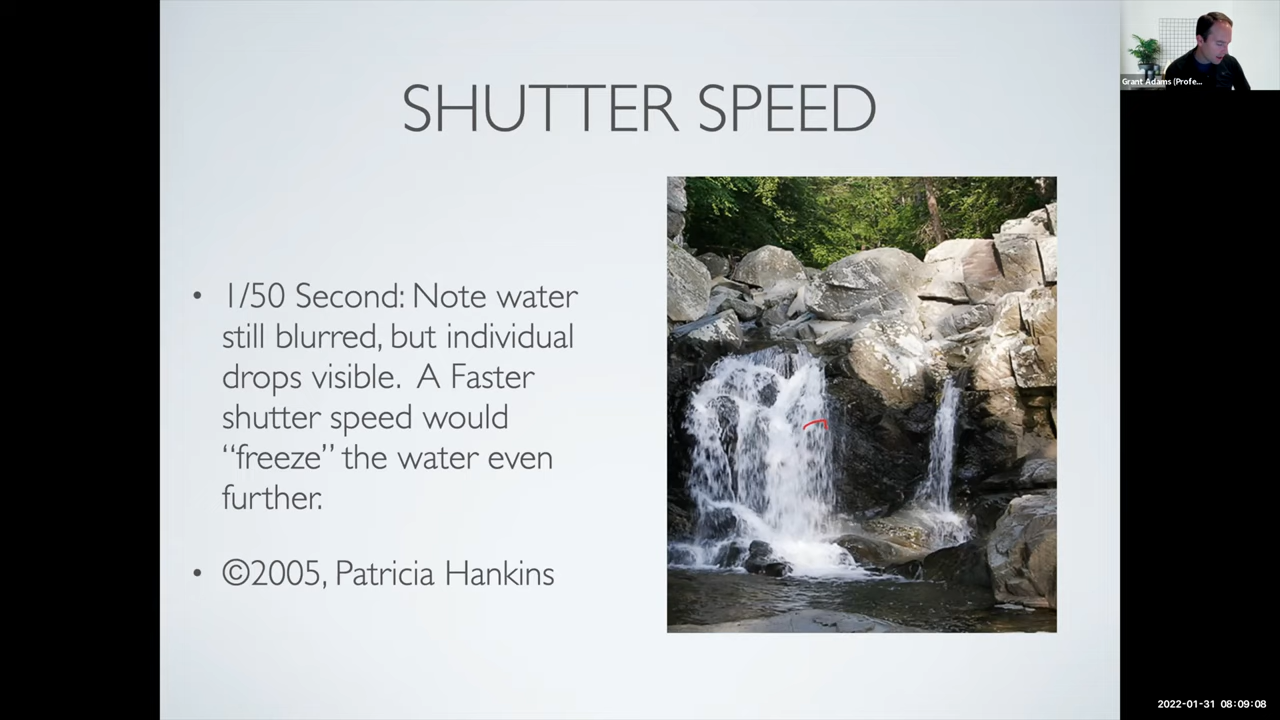 SHUTTER SPEED
• 1/50 Second: Note water
still blurred, but individual
drops visible. A Faster
shutter speed would
“freeze” the water even
further.
• ©2005, Patricia Hankins
Grant Adams (Profe...
2022-01-31 08:09:08